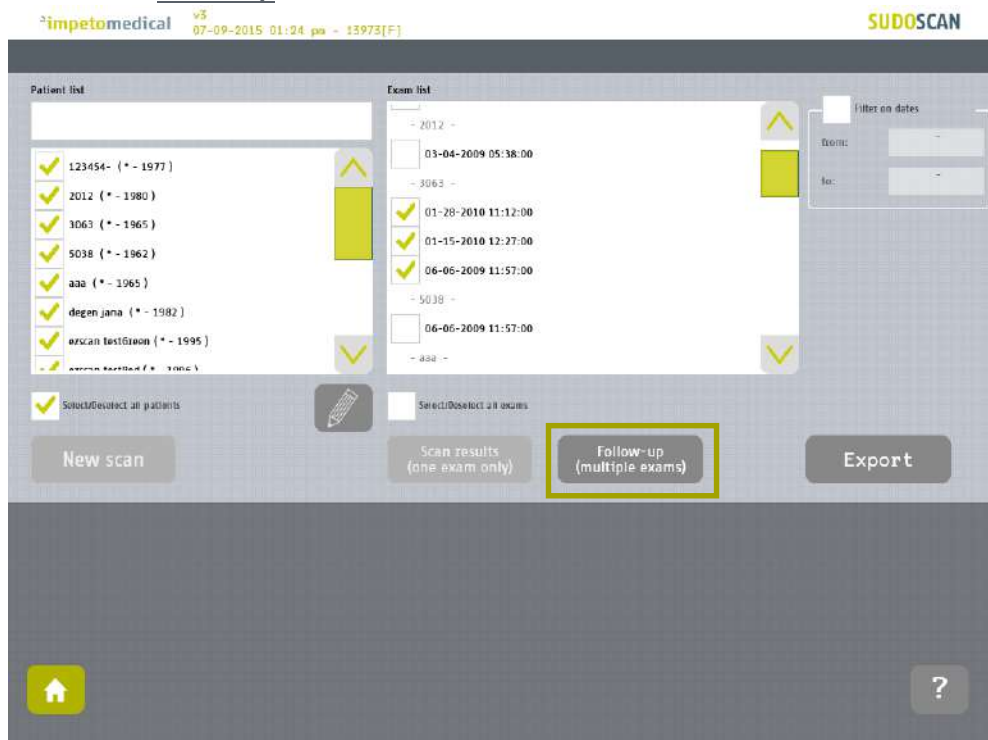 impetomedical
v3
07-09-2015 01:24 pm - 13973[F]
SUDOSCAN
Patient list
123454- (* - 1977)
2012 (* - 1980)
3063 (* - 1965)
5038 (* - 1962)
aaa (* - 1965)
degen jana (* - 1982)
ezscan testGreen (* - 1995)
Select/Deselect all patients
New scan
Exam list
- 2012 -
03-04-2009 05:38:00
- 3063 -
01-28-2010 11:12:00
01-15-2010 12:27:00
06-06-2009 11:57:00
- 5038 -
06-06-2009 11:57:00
- aaa -
Select/Deselect all exams
Scan results
(one exam only)
Follow-up
(multiple exams)
Filter on dates
from: -
to: -
Export
?